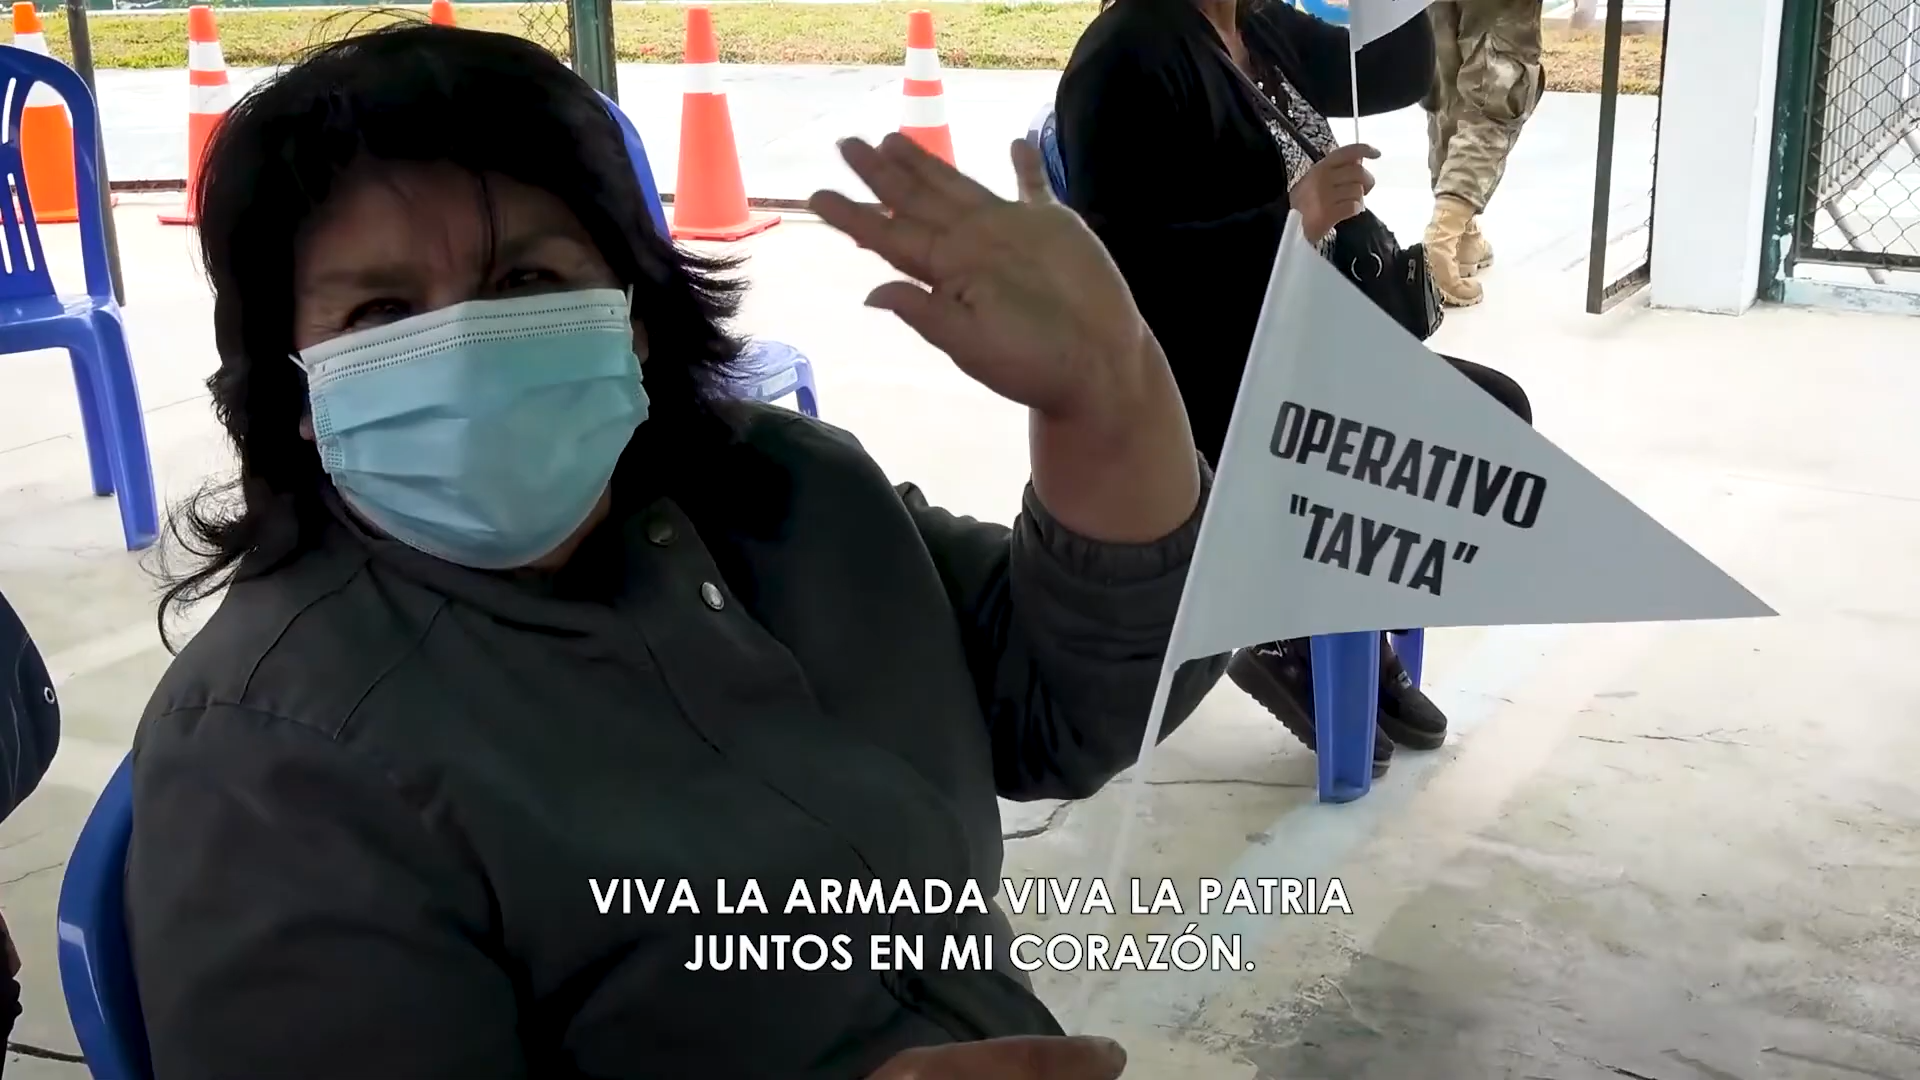 OPERATIVO
"TAYTA"
VIVA LA ARMADA VIVA LA PATRIA
JUNTOS EN MI CORAZÓN.